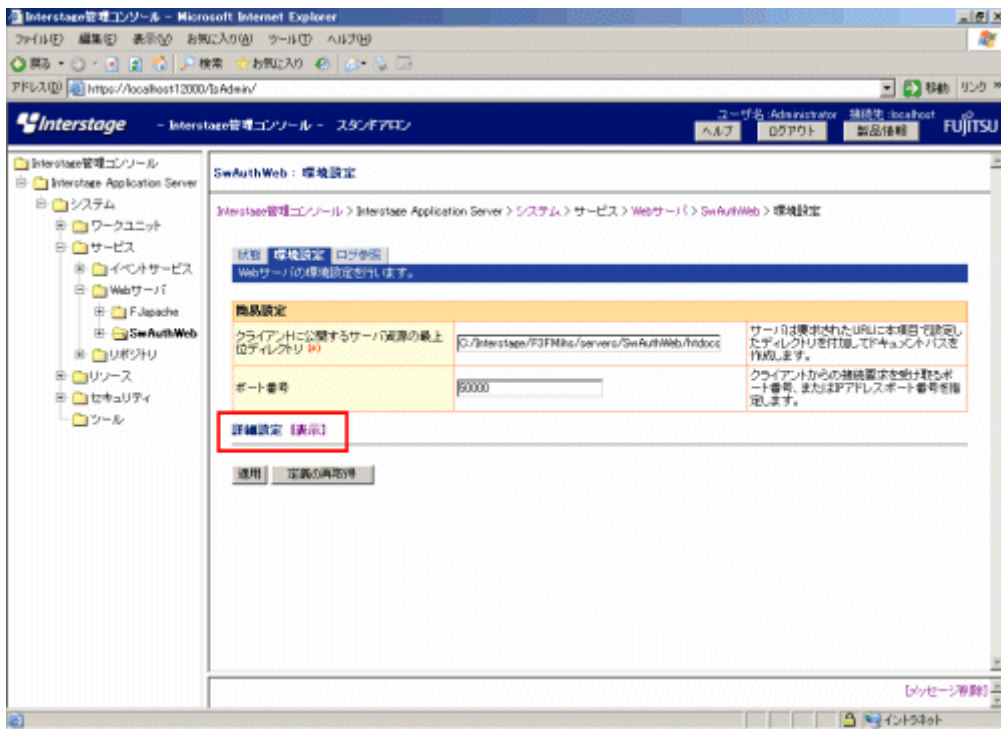 Interstage管理コンソール - Microsoft Internet Explorer
ファイル(F) 編集(E) 表示(V) お気に入り(A) ツール(T) ヘルプ(H)
戻る 検索 お気に入り
アドレス(D) https://localhost:12000/IsAdmin/ 移動 リンク »
Interstage - Interstage管理コンソール - スタンドアロン
ユーザ名 :Administrator 接続先 :localhost
ヘルプ ログアウト 製品情報 FUJITSU
Interstage管理コンソール
Interstage Application Server
システム
ワークユニット
サービス
イベントサービス
Webサーバ
FJapache
SwAuthWeb
リポジトリ
リソース
セキュリティ
ツール
SwAuthWeb : 環境設定
Interstage管理コンソール > Interstage Application Server > システム > サービス > Webサーバ > SwAuthWeb > 環境設定
状態 環境設定 ログ参照
Webサーバの環境設定を行います。
簡易設定
クライアントに公開するサーバ資源の最上位ディレクトリ
C:/Interstage/F3FMihs/servers/SwAuthWeb/htdocs
サーバは要求されたURLに本項目で設定したディレクトリを付加してドキュメントパスを作成します。
ポート番号
50000
クライアントからの接続要求を受け取るポート番号、またはIPアドレス:ポート番号を指定します。
詳細設定 [表示]
適用 定義の再取得
[メッセージ削除]
イントラネット